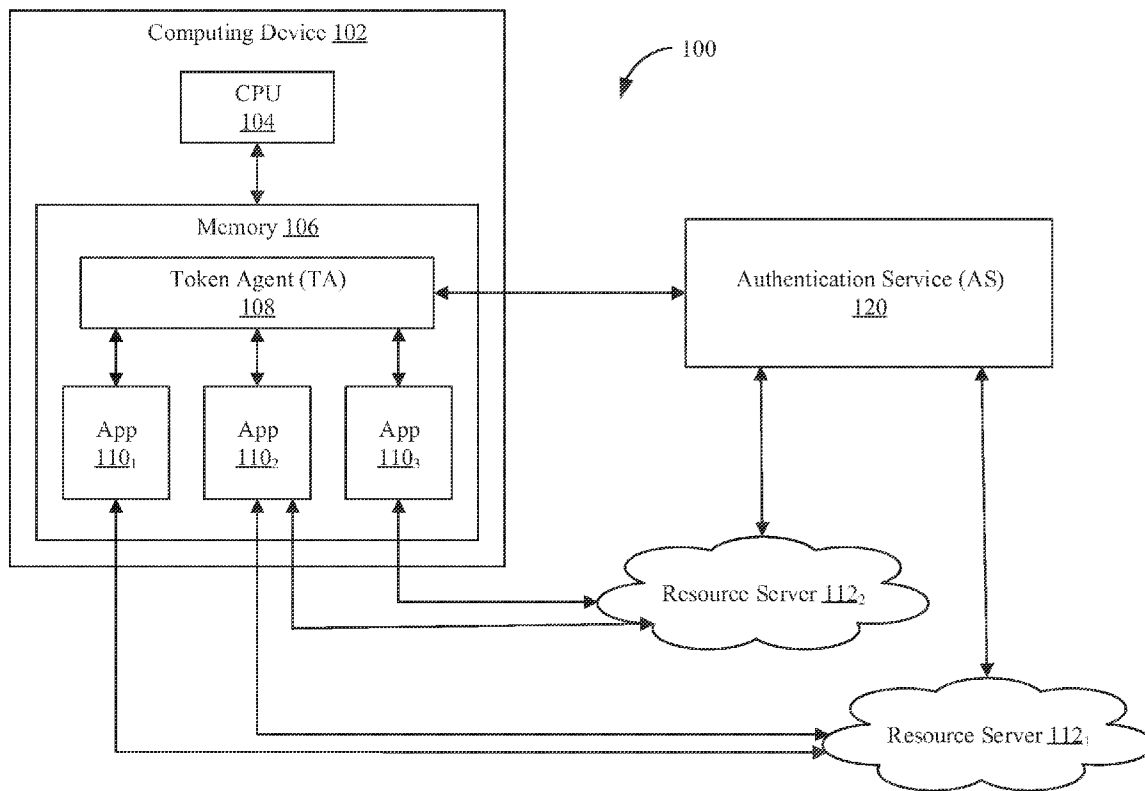 Computing Device 102
100
CPU
104
Memory 106
Token Agent (TA)
108
Authentication Service (AS)
120
App
110₁
App
110₂
App
110₃
Resource Server 112₂
Resource Server 112₁